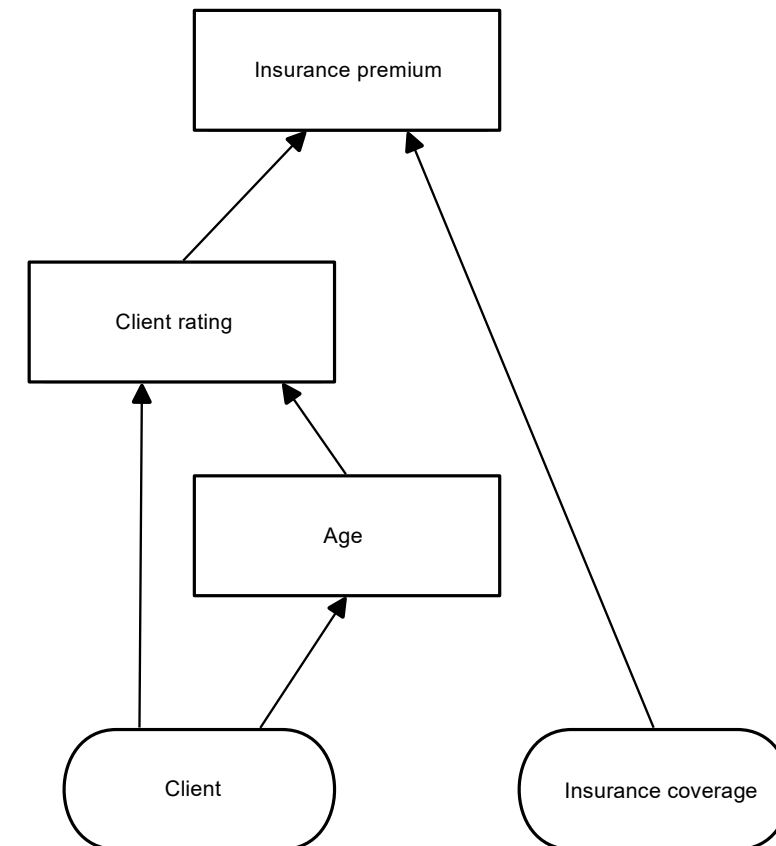 Insurance premium
Client rating
Age
Client
Insurance coverage